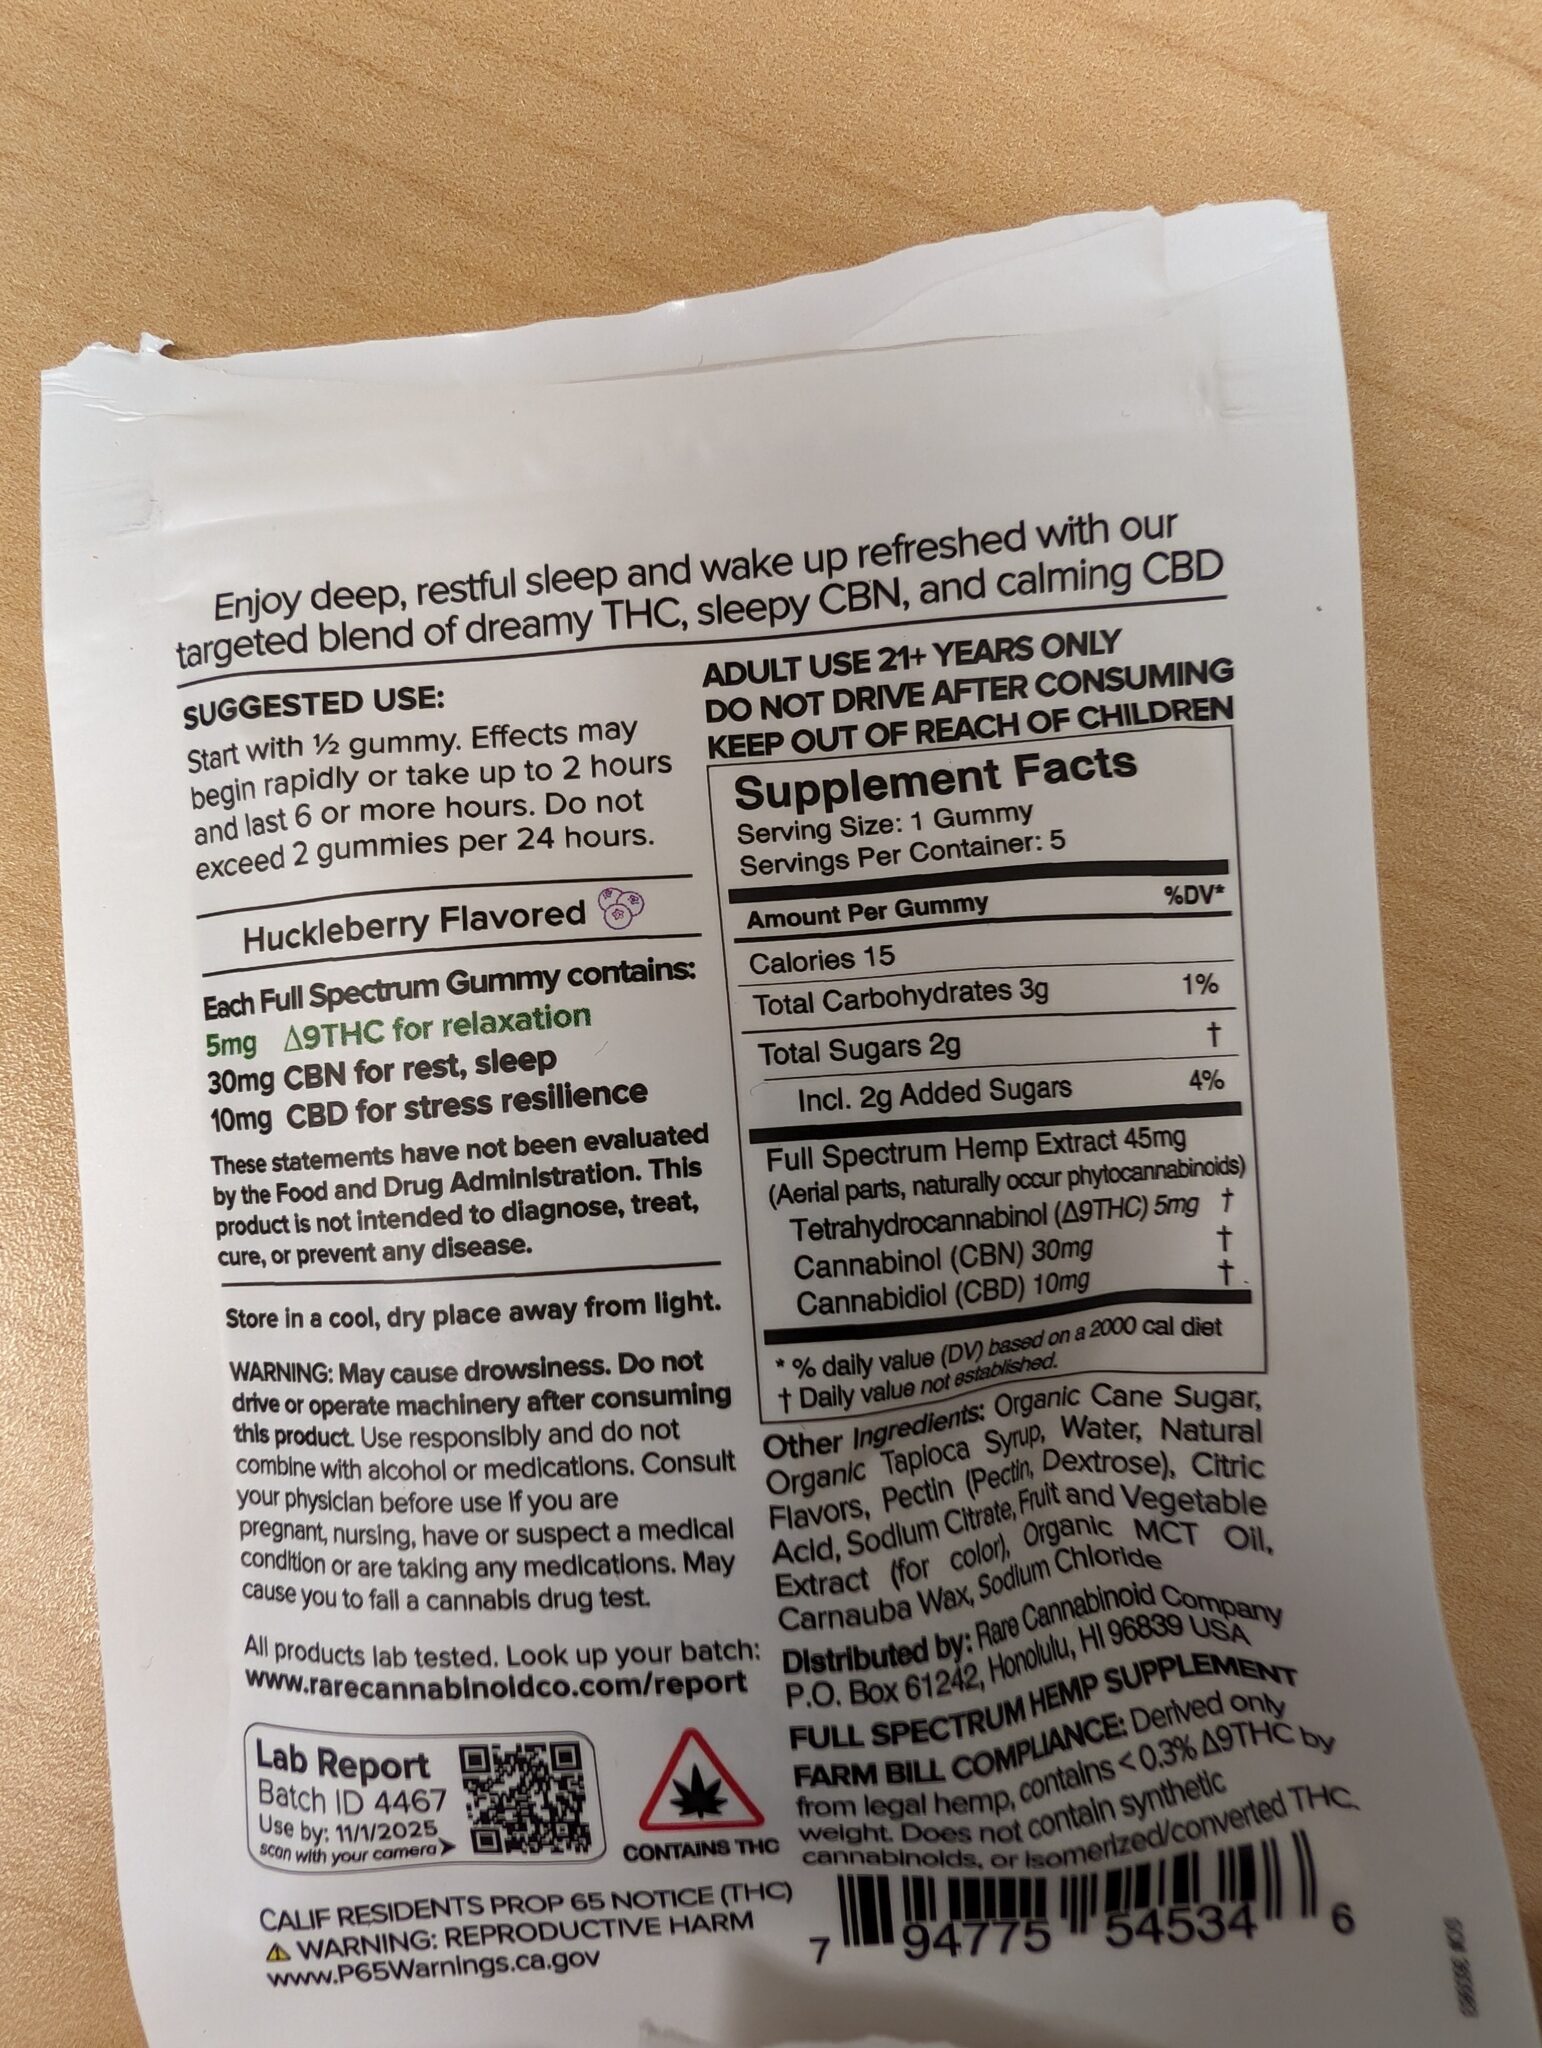 Enjoy deep, restful sleep and wake up refreshed with our
targeted blend of dreamy THC, sleepy CBN, and calming CBD
SUGGESTED USE:
Start with ½ gummy. Effects may
begin rapidly or take up to 2 hours
and last 6 or more hours. Do not
exceed 2 gummies per 24 hours.
Huckleberry Flavored
Each Full Spectrum Gummy contains:
5mg Δ9THC for relaxation
30mg CBN for rest, sleep
10mg CBD for stress resilience
These statements have not been evaluated
by the Food and Drug Administration. This
product is not intended to diagnose, treat,
cure, or prevent any disease.
Store in a cool, dry place away from light.
WARNING: May cause drowsiness. Do not
drive or operate machinery after consuming
this product. Use responsibly and do not
combine with alcohol or medications. Consult
your physician before use if you are
pregnant, nursing, have or suspect a medical
condition or are taking any medications. May
cause you to fail a cannabis drug test.
All products lab tested. Look up your batch:
www.rarecannabinoidco.com/report
Lab Report
Batch ID 4467
Use by: 11/1/2025
scan with your camera
CONTAINS THC
CALIF RESIDENTS PROP 65 NOTICE (THC)
⚠ WARNING: REPRODUCTIVE HARM
www.P65Warnings.ca.gov
ADULT USE 21+ YEARS ONLY
DO NOT DRIVE AFTER CONSUMING
KEEP OUT OF REACH OF CHILDREN
Supplement Facts
Serving Size: 1 Gummy
Servings Per Container: 5
Amount Per Gummy %DV*
Calories 15
Total Carbohydrates 3g 1%
Total Sugars 2g †
Incl. 2g Added Sugars 4%
Full Spectrum Hemp Extract 45mg
(Aerial parts, naturally occur phytocannabinoids)
Tetrahydrocannabinol (Δ9THC) 5mg †
Cannabinol (CBN) 30mg †
Cannabidiol (CBD) 10mg †
* % daily value (DV) based on a 2000 cal diet
† Daily value not established.
Other Ingredients: Organic Cane Sugar,
Organic Tapioca Syrup, Water, Natural
Flavors, Pectin (Pectin, Dextrose), Citric
Acid, Sodium Citrate, Fruit and Vegetable
Extract (for color), Organic MCT Oil,
Carnauba Wax, Sodium Chloride
Distributed by: Rare Cannabinoid Company
P.O. Box 61242, Honolulu, HI 96839 USA
FULL SPECTRUM HEMP SUPPLEMENT
FARM BILL COMPLIANCE: Derived only
from legal hemp, contains < 0.3% Δ9THC by
weight. Does not contain synthetic
cannabinoids, or isomerized/converted THC.
7 94775 54534 6